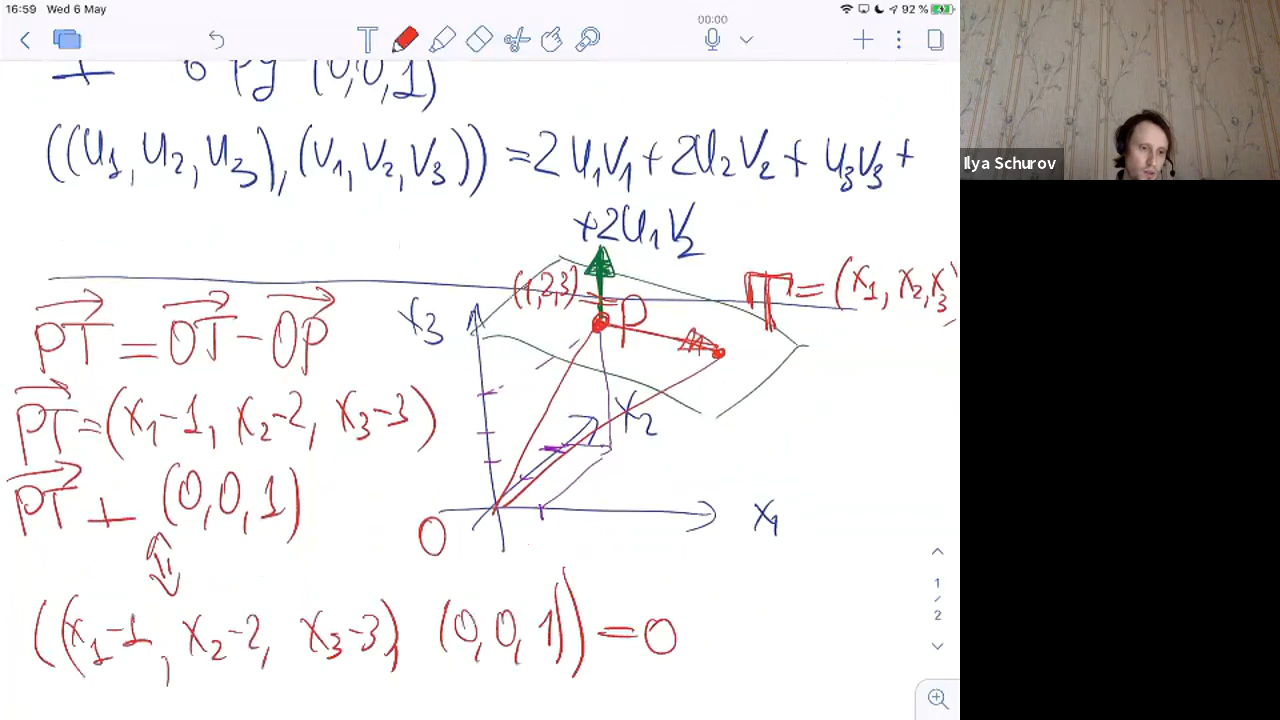 16:59 Wed 6 May
92 %
00:00
Ilya Schurov
⊥ (0,0,1)
((U1, U2, U3), (V1, V2, V3)) = 2U1V1 + 2U2V2 + U3V3 +
+2U1V2
(1,2,3) = P
T = (x1, x2, x3)
x3
x2
x1
O
PT = OT - OP
PT = (x1-1, x2-2, x3-3)
PT ⊥ (0,0,1)
⇕
((x1-1, x2-2, x3-3), (0,0,1)) = 0
1
/
2